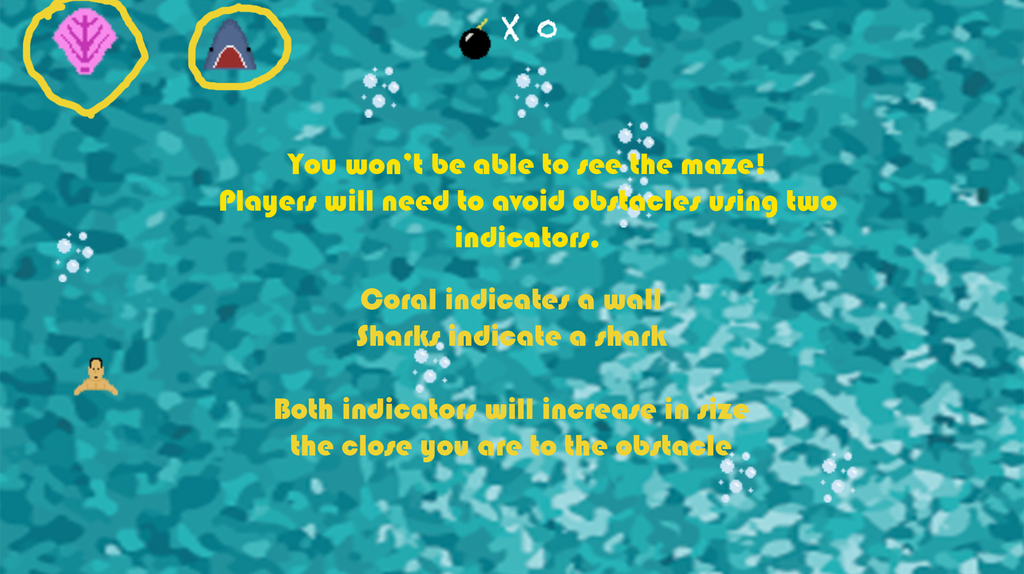 X 0
You won't be able to see the maze!
Players will need to avoid obstacles using two
indicators.
Coral indicates a wall
Sharks indicate a shark
Both indicators will increase in size
the close you are to the obstacle